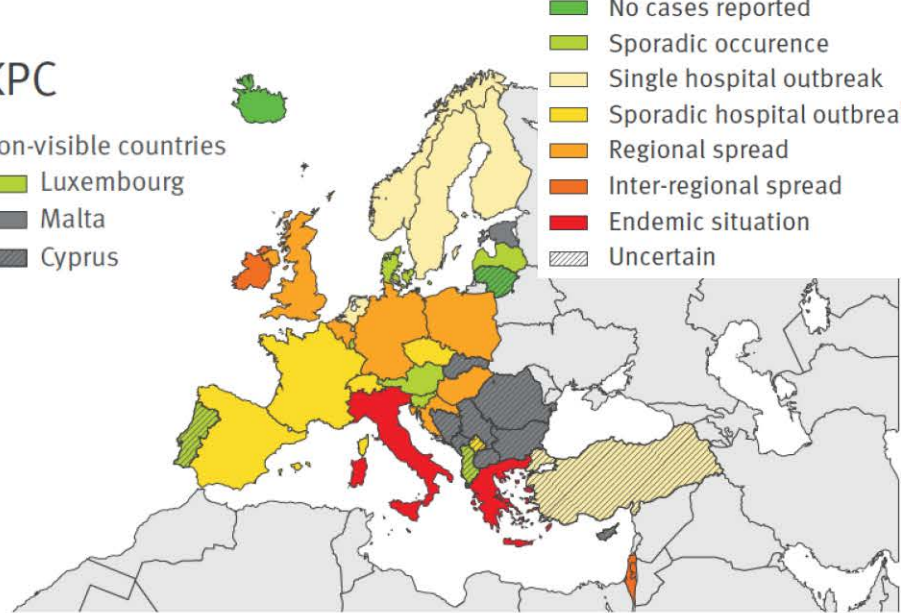 KPC
on-visible countries
Luxembourg
Malta
Cyprus
No cases reported
Sporadic occurence
Single hospital outbreak
Sporadic hospital outbrea
Regional spread
Inter-regional spread
Endemic situation
Uncertain